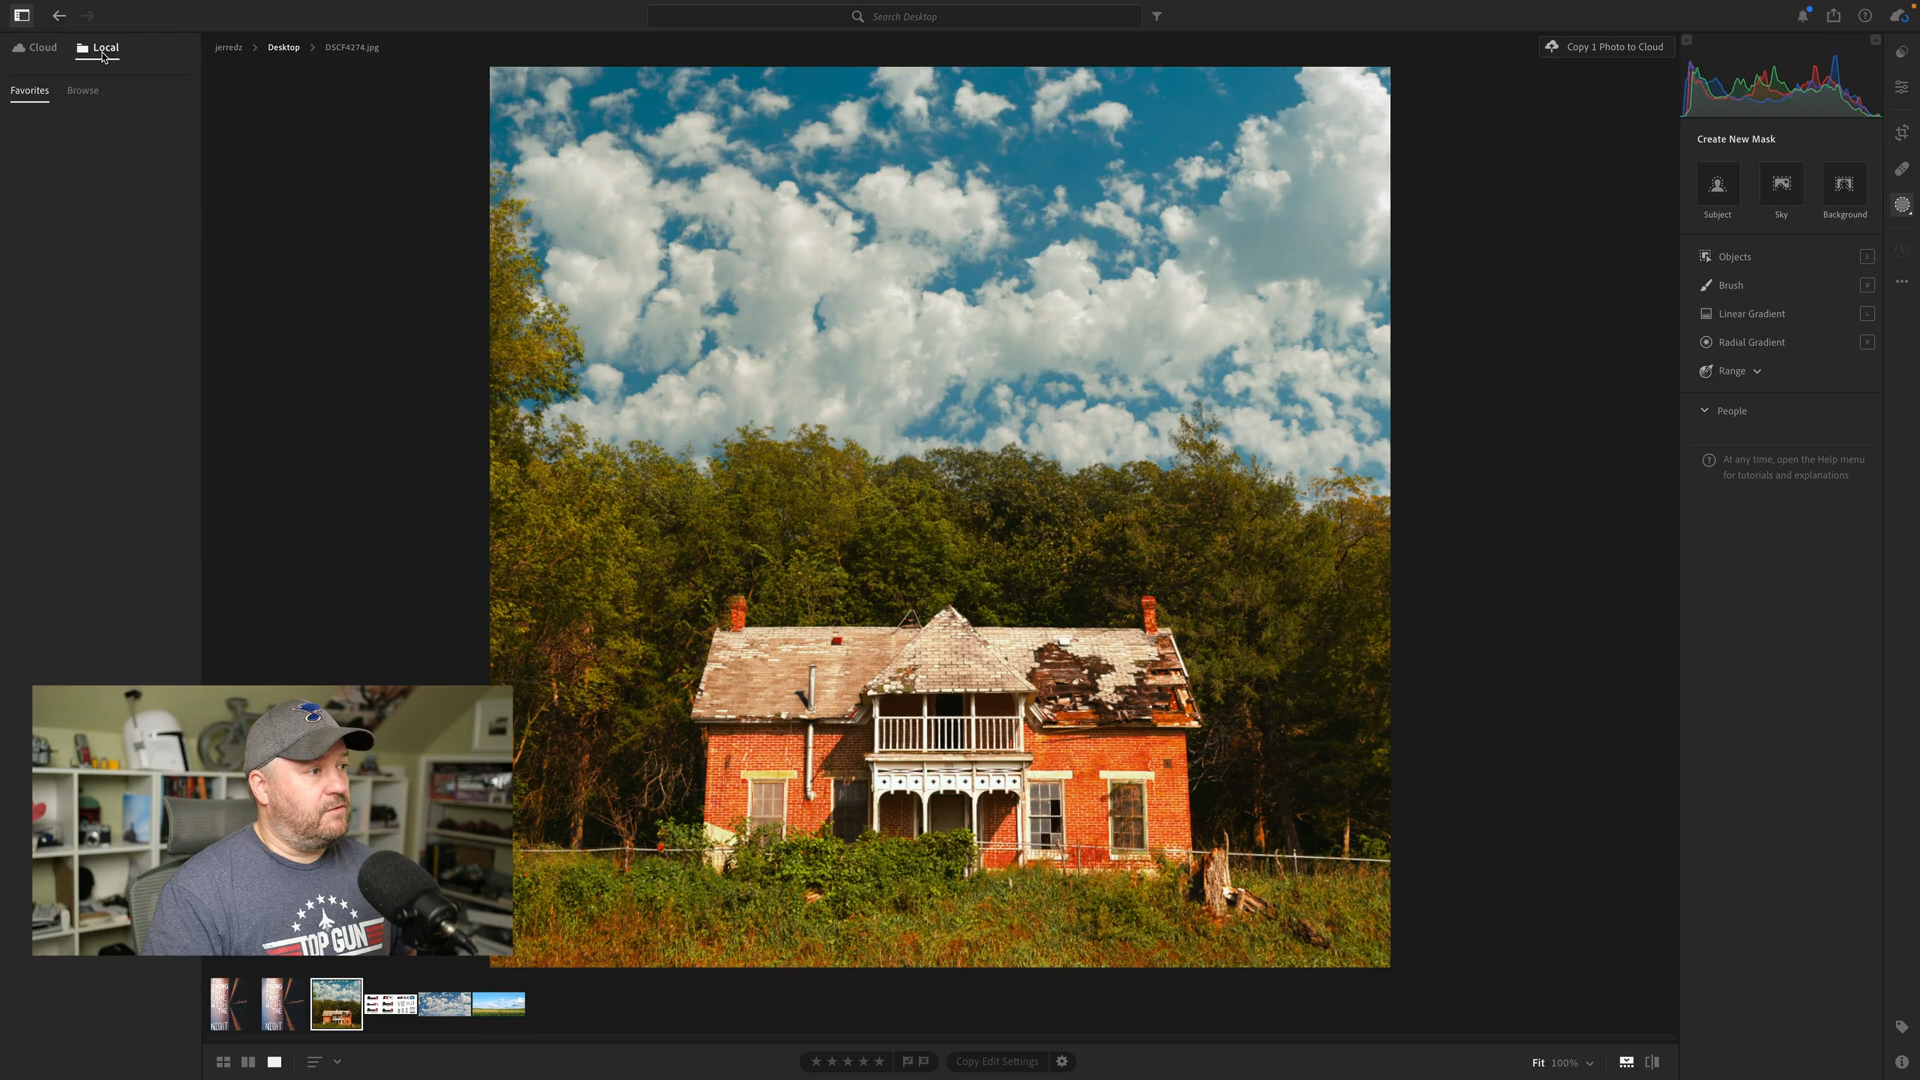 Search Desktop
Cloud
Local
jerredz > Desktop > DSCF4274.jpg
Copy 1 Photo to Cloud
Favorites
Browse
Create New Mask
Subject
Sky
Background
Objects
S
Brush
B
Linear Gradient
L
Radial Gradient
R
Range
People
At any time, open the Help menu
for tutorials and explanations
TOP GUN
NIGHT
NIGHT
Copy Edit Settings
Fit
100%